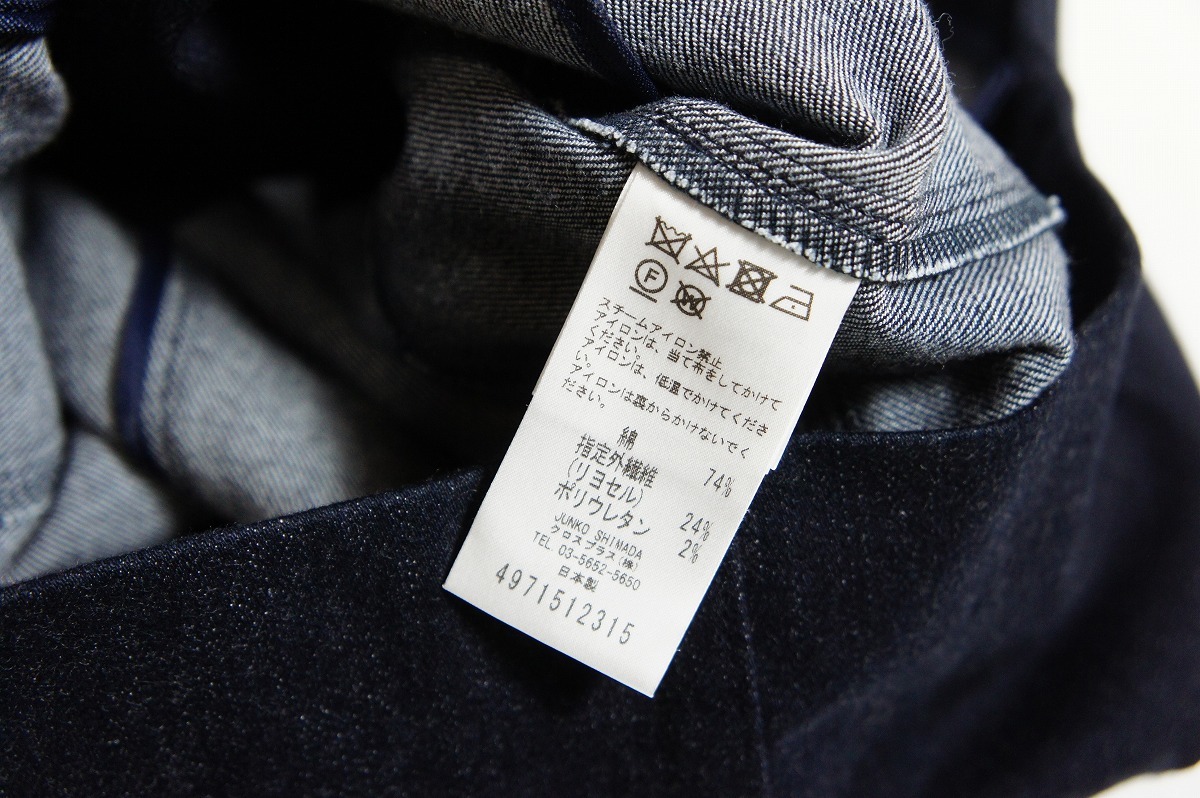 F W
スチームアイロン禁止
アイロンは、当て布をしてかけて
ください。
アイロンは、低温でかけてくださ
い。
アイロンは裏からかけないでく
ださい。
綿 74%
指定外繊維
(リヨセル) 24%
ポリウレタン 2%
JUNKO SHIMADA
クロスプラス(株)
TEL. 03-5652-5650
日本製
4971512315